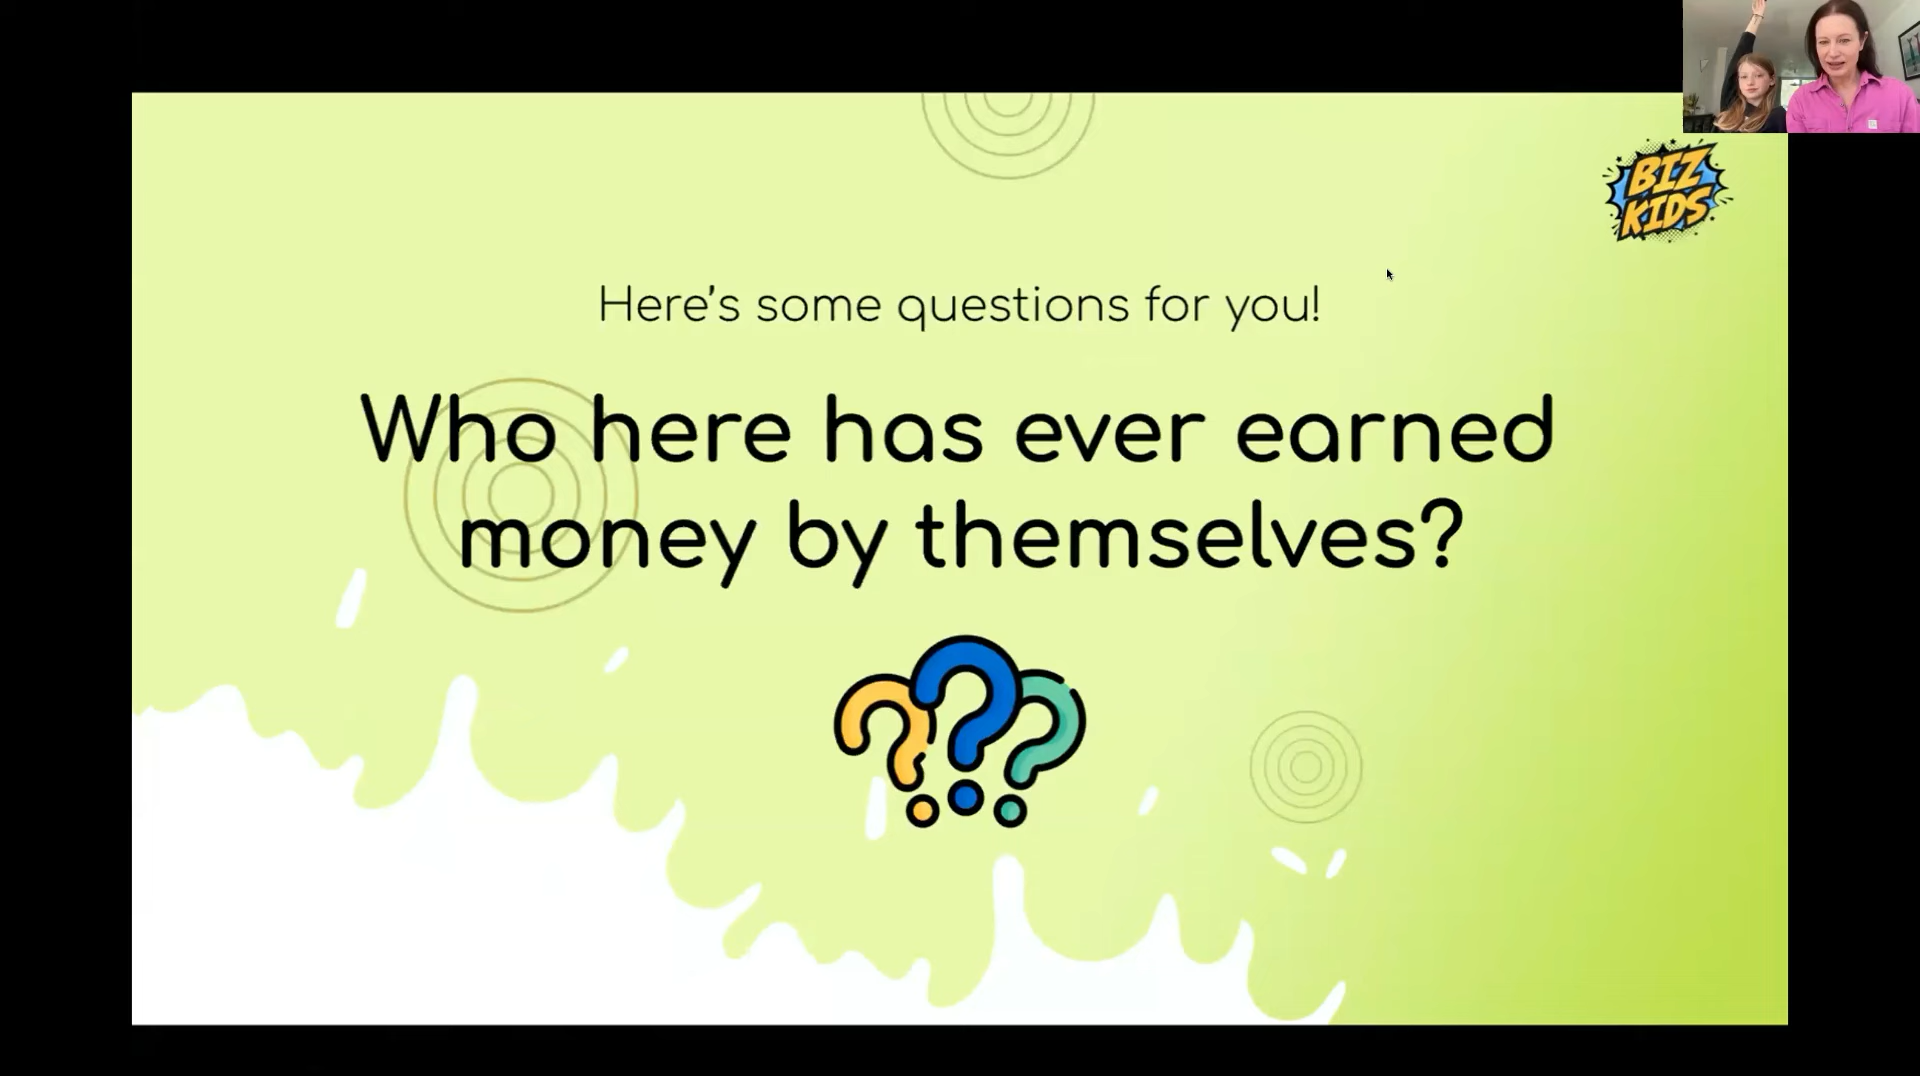 BIZ
KIDS
Here's some questions for you!
Who here has ever earned
money by themselves?